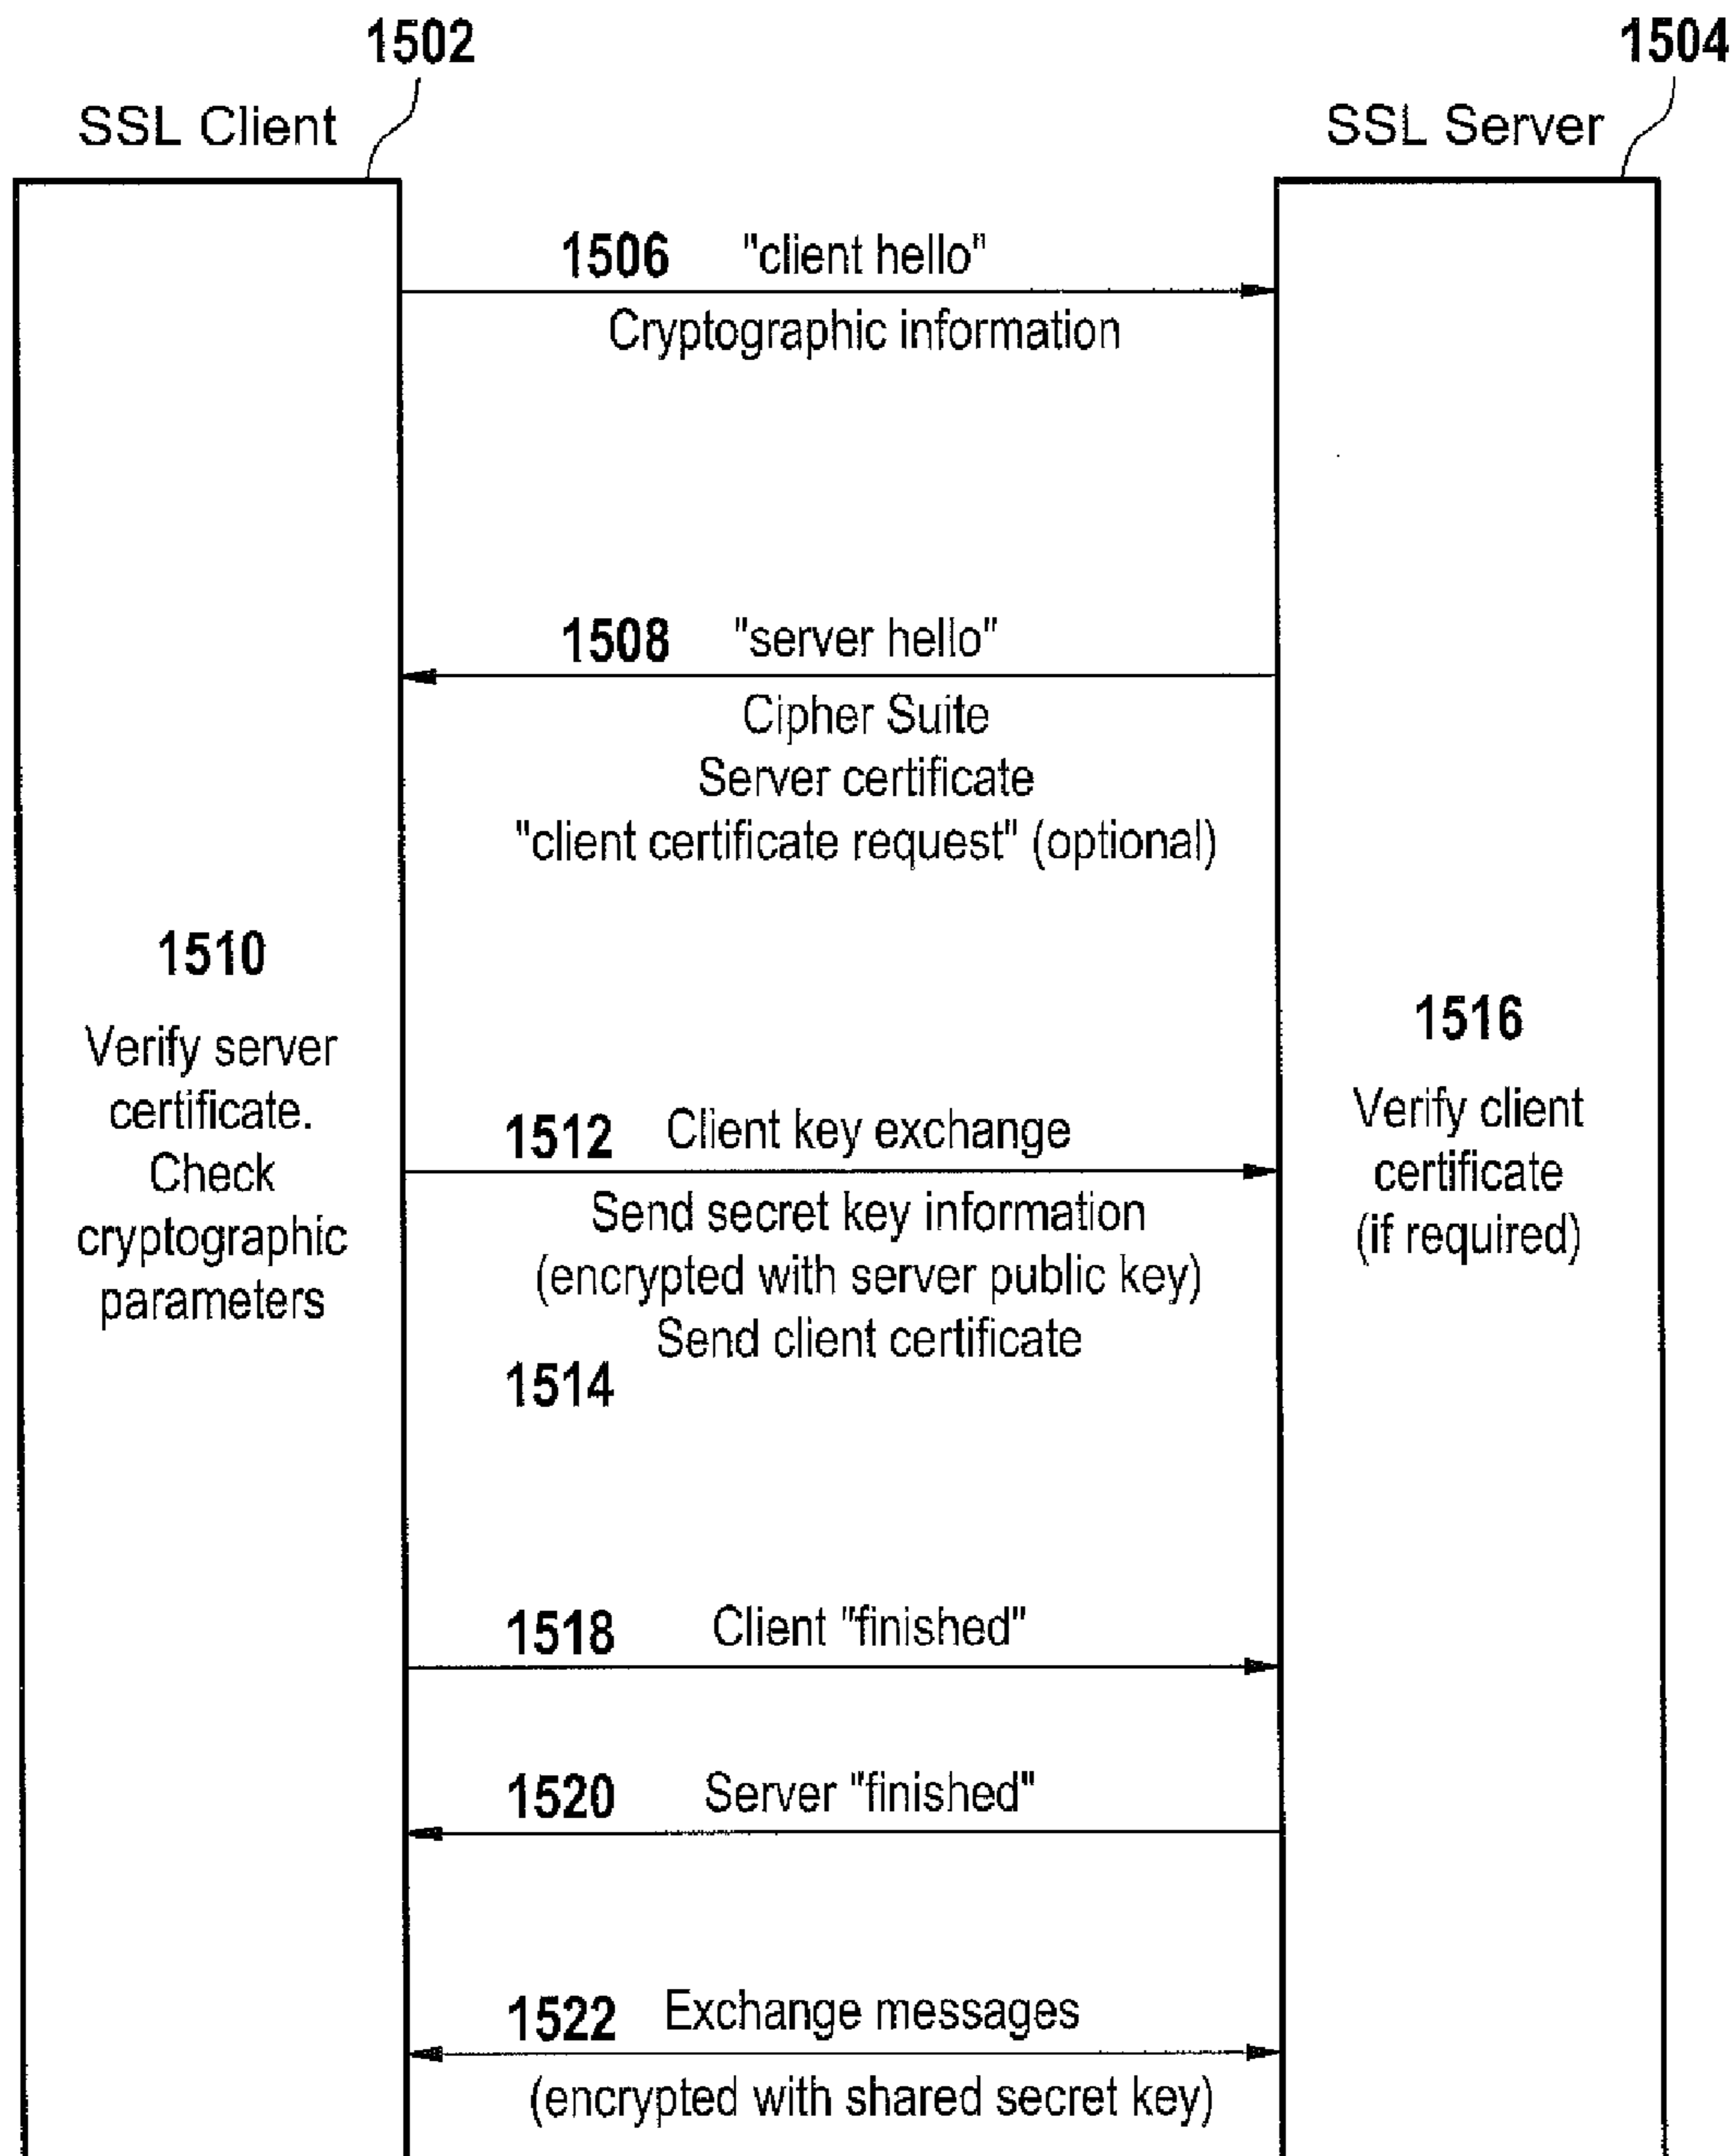 1502
1504
SSL Client
SSL Server
1506 "client hello"
Cryptographic information
1508 "server hello"
Cipher Suite
Server certificate
"client certificate request" (optional)
1510
Verify server
certificate.
Check
cryptographic
parameters
1516
Verify client
certificate
(if required)
1512 Client key exchange
Send secret key information
(encrypted with server public key)
Send client certificate
1514
1518 Client "finished"
1520 Server "finished"
1522 Exchange messages
(encrypted with shared secret key)